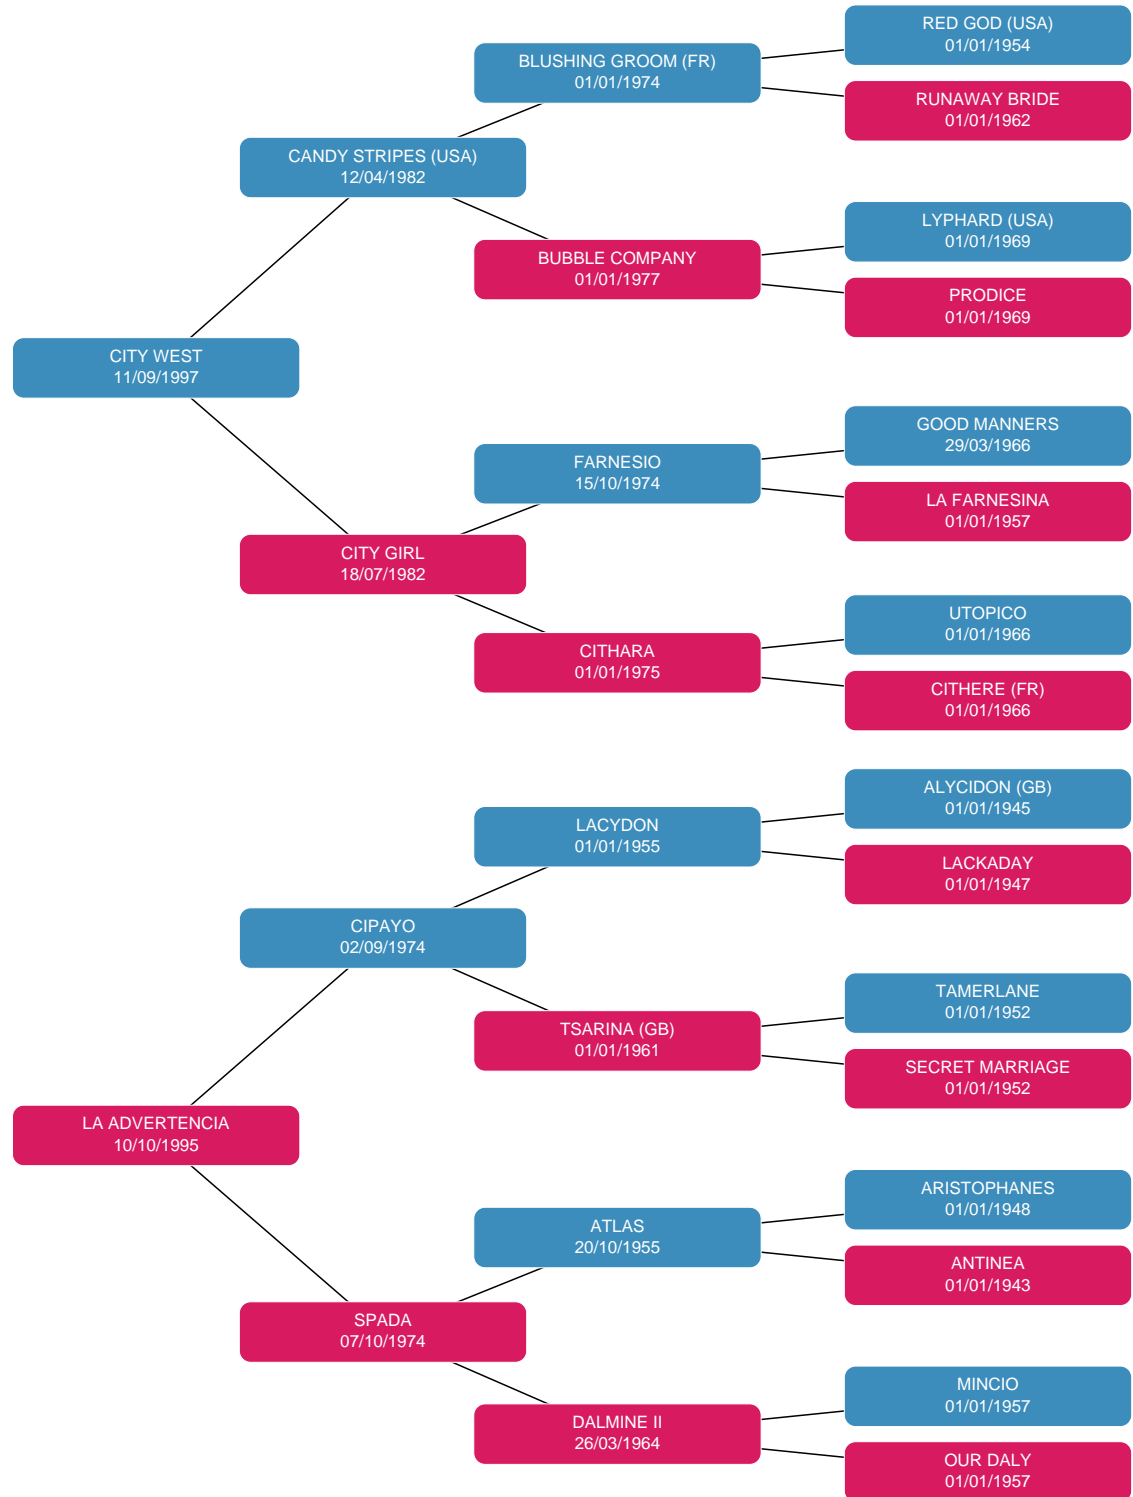 RED GOD (USA)
01/01/1954
BLUSHING GROOM (FR)
01/01/1974
RUNAWAY BRIDE
01/01/1962
CANDY STRIPES (USA)
12/04/1982
LYPHARD (USA)
01/01/1969
BUBBLE COMPANY
01/01/1977
PRODICE
01/01/1969
CITY WEST
11/09/1997
GOOD MANNERS
29/03/1966
FARNESIO
15/10/1974
LA FARNESINA
01/01/1957
CITY GIRL
18/07/1982
UTOPICO
01/01/1966
CITHARA
01/01/1975
CITHERE (FR)
01/01/1966
ALYCIDON (GB)
01/01/1945
LACYDON
01/01/1955
LACKADAY
01/01/1947
CIPAYO
02/09/1974
TAMERLANE
01/01/1952
TSARINA (GB)
01/01/1961
SECRET MARRIAGE
01/01/1952
LA ADVERTENCIA
10/10/1995
ARISTOPHANES
01/01/1948
ATLAS
20/10/1955
ANTINEA
01/01/1943
SPADA
07/10/1974
MINCIO
01/01/1957
DALMINE II
26/03/1964
OUR DALY
01/01/1957